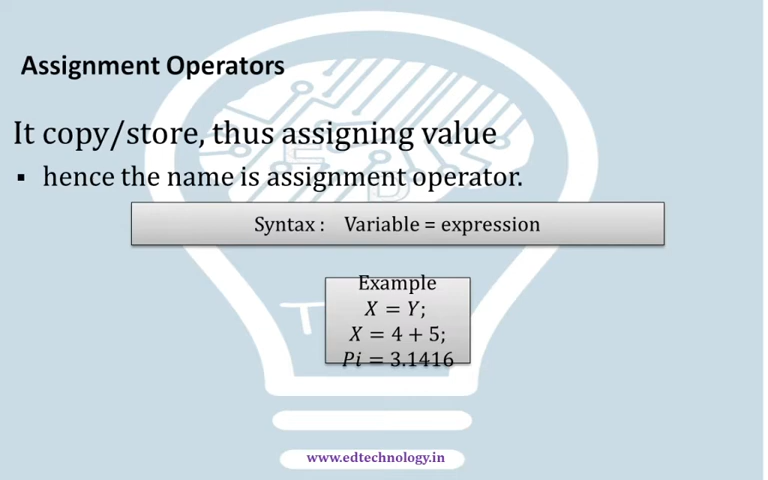 Assignment Operators
It copy/store, thus assigning value
▪ hence the name is assignment operator.
Syntax : Variable = expression
Example
X = Y;
X = 4 + 5;
Pi = 3.1416
www.edtechnology.in